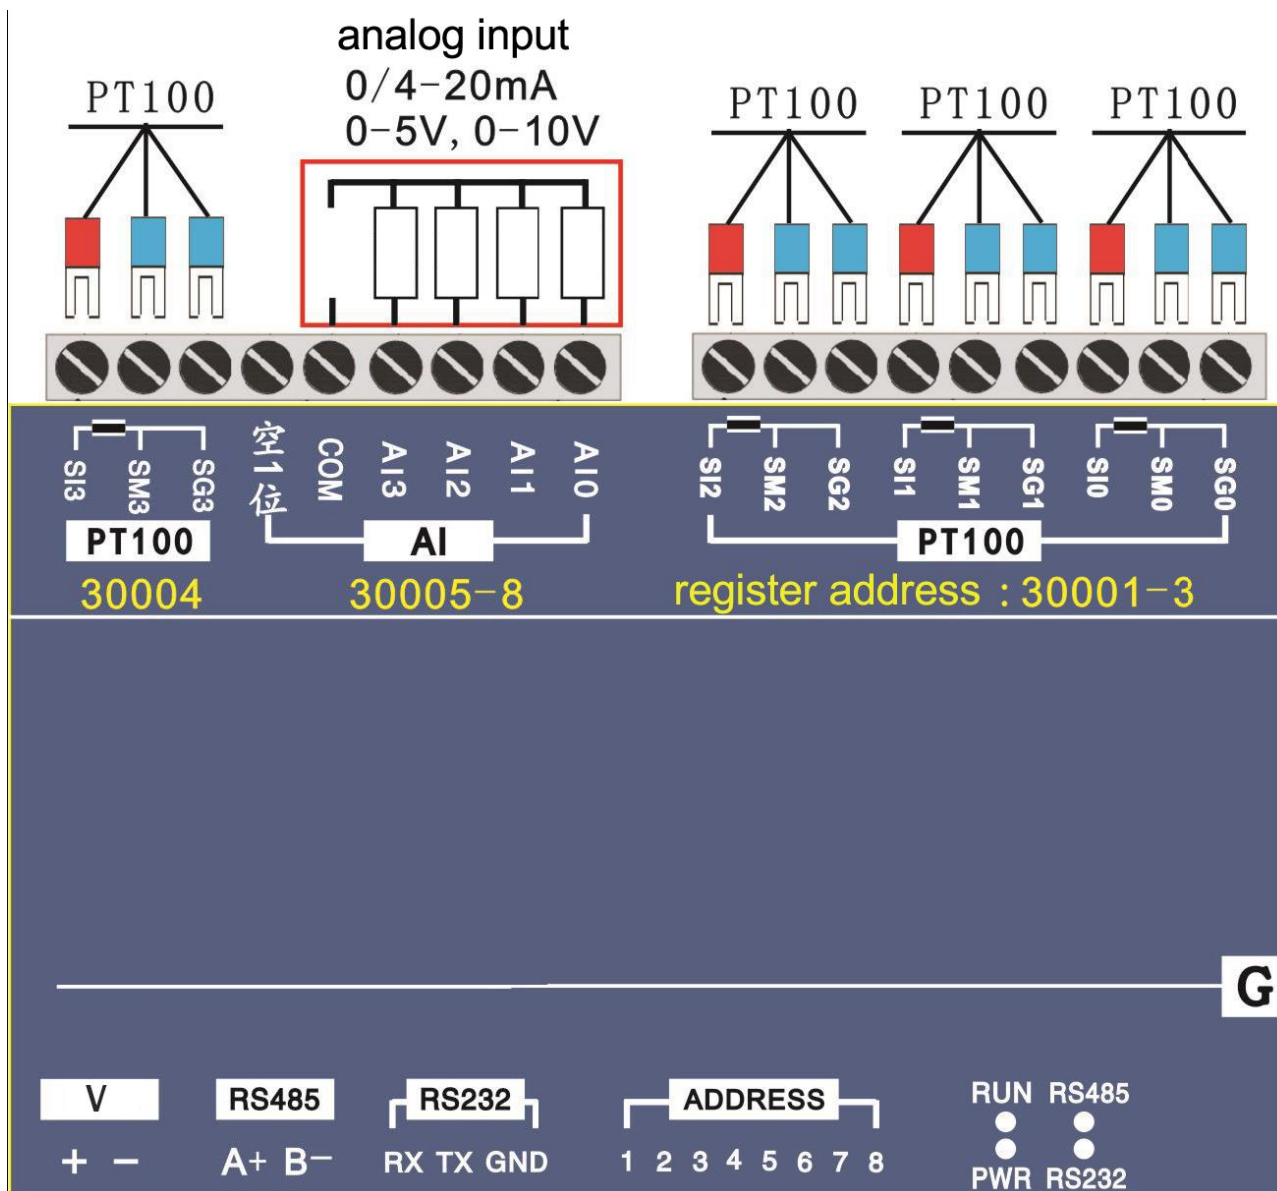 analog input
0/4-20mA
0-5V, 0-10V
PT100
PT100
PT100
PT100
SI3
SM3
SG3
空1位
COM
AI3
AI2
AI1
AI0
SI2
SM2
SG2
SI1
SM1
SG1
SI0
SM0
SG0
PT100
AI
PT100
30004
30005-8
register address : 30001-3
G
V
RS485
RS232
ADDRESS
RUN RS485
+ -
A+ B-
RX TX GND
1 2 3 4 5 6 7 8
PWR RS232